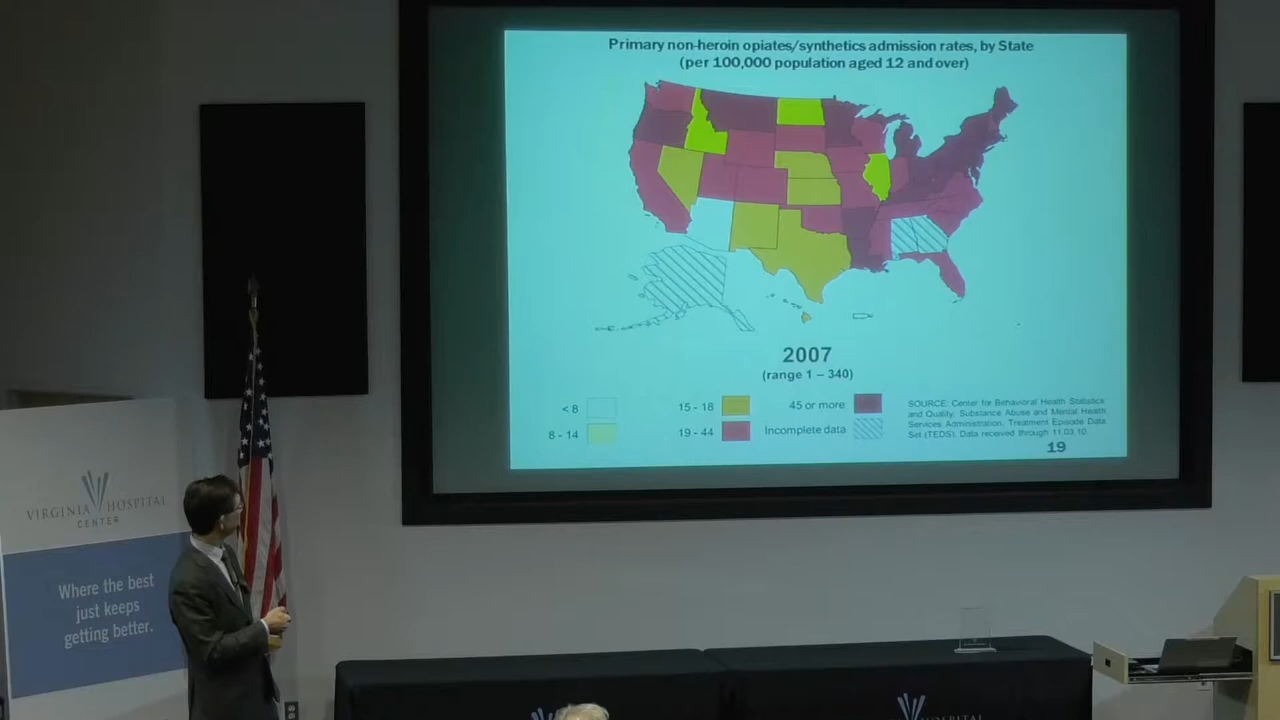 Primary non-heroin opiates/synthetics admission rates, by State
(per 100,000 population aged 12 and over)
2007
(range 1 – 340)
< 8
8 - 14
15 - 18
19 - 44
45 or more
Incomplete data
SOURCE: Center for Behavioral Health Statistics
and Quality, Substance Abuse and Mental Health
Services Administration, Treatment Episode Data
Set (TEDS). Data received through 11.03.10.
19
VIRGINIA HOSPITAL
CENTER
Where the best
just keeps
getting better.
HOSPITAL